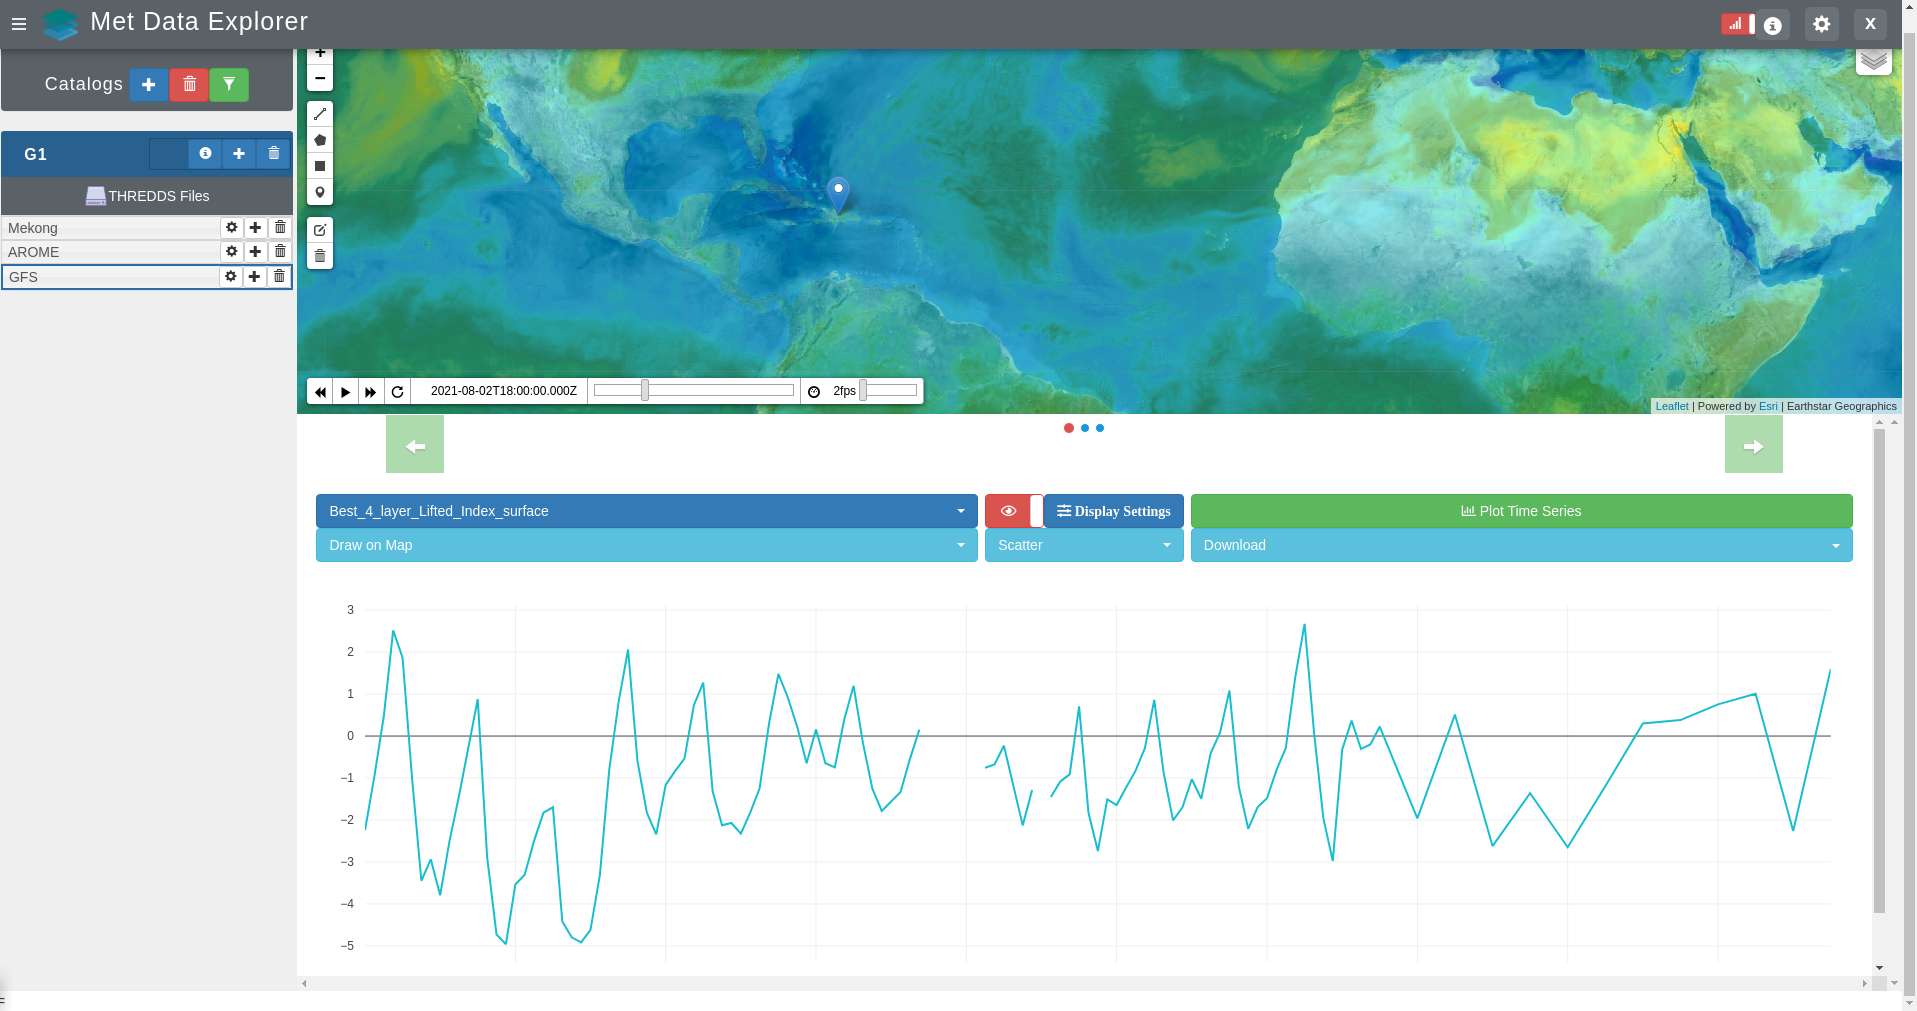 Met Data Explorer
X
Catalogs
G1
THREDDS Files
Mekong
AROME
GFS
+
−
2021-08-02T18:00:00.000Z
2fps
Leaflet | Powered by Esri | Earthstar Geographics
Best_4_layer_Lifted_Index_surface
Display Settings
Plot Time Series
Draw on Map
Scatter
Download
3
2
1
0
−1
−2
−3
−4
−5